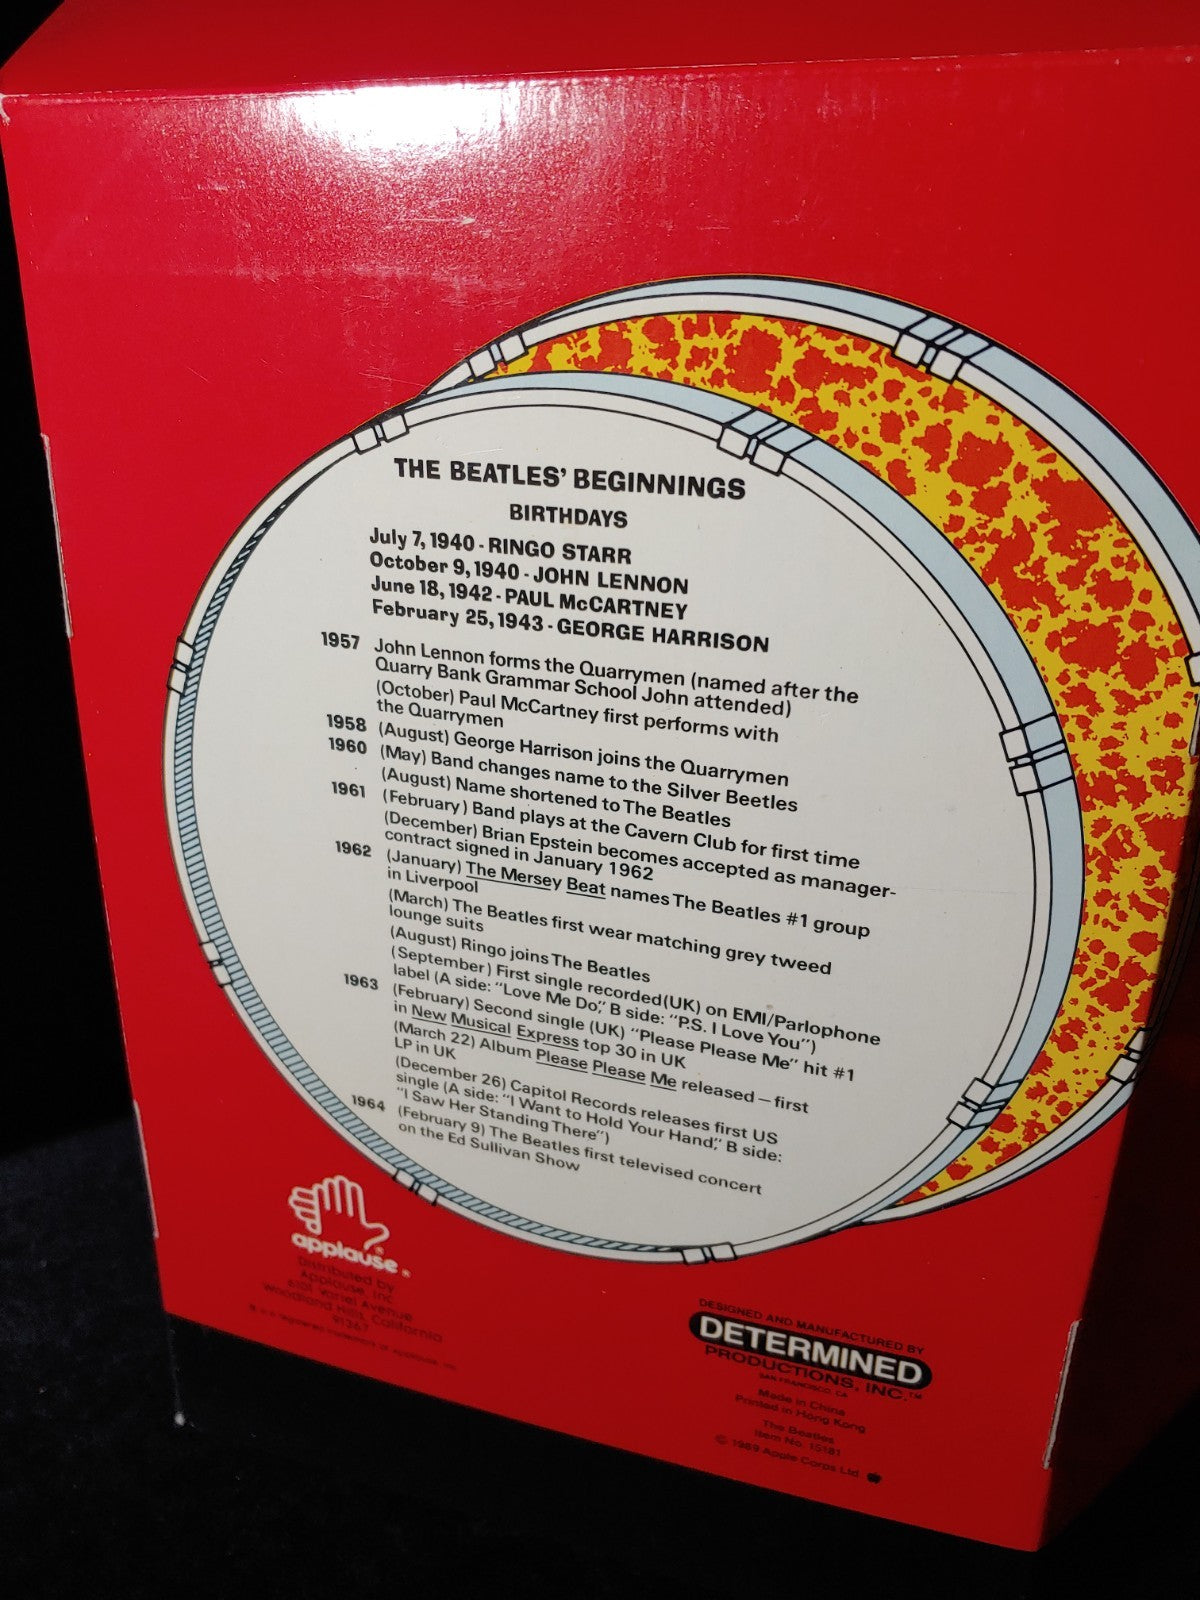 THE BEATLES' BEGINNINGS
BIRTHDAYS
July 7, 1940 - RINGO STARR
October 9, 1940 - JOHN LENNON
June 18, 1942 - PAUL McCARTNEY
February 25, 1943 - GEORGE HARRISON
1957 John Lennon forms the Quarrymen (named after the
Quarry Bank Grammar School John attended)
(October) Paul McCartney first performs with
the Quarrymen
1958 (August) George Harrison joins the Quarrymen
1960 (May) Band changes name to the Silver Beetles
(August) Name shortened to The Beatles
1961 (February) Band plays at the Cavern Club for first time
(December) Brian Epstein becomes accepted as manager-
contract signed in January 1962
1962 (January) The Mersey Beat names The Beatles #1 group
in Liverpool
(March) The Beatles first wear matching grey tweed
lounge suits
(August) Ringo joins The Beatles
(September) First single recorded (UK) on EMI/Parlophone
label (A side: "Love Me Do," B side: "P.S. I Love You")
1963 (February) Second single (UK) "Please Please Me" hit #1
in New Musical Express top 30 in UK
(March 22) Album Please Please Me released – first
LP in UK
(December 26) Capitol Records releases first US
single (A side: "I Want to Hold Your Hand," B side:
"I Saw Her Standing There")
1964 (February 9) The Beatles first televised concert
on the Ed Sullivan Show
applause®
Distributed by
Applause, Inc.
6101 Variel Avenue
Woodland Hills, California
91367
DESIGNED AND MANUFACTURED BY
DETERMINED
PRODUCTIONS, INC.™
SAN FRANCISCO, CA
Made in China
Printed in Hong Kong
The Beatles
Item No. 15181
© 1989 Apple Corps Ltd.